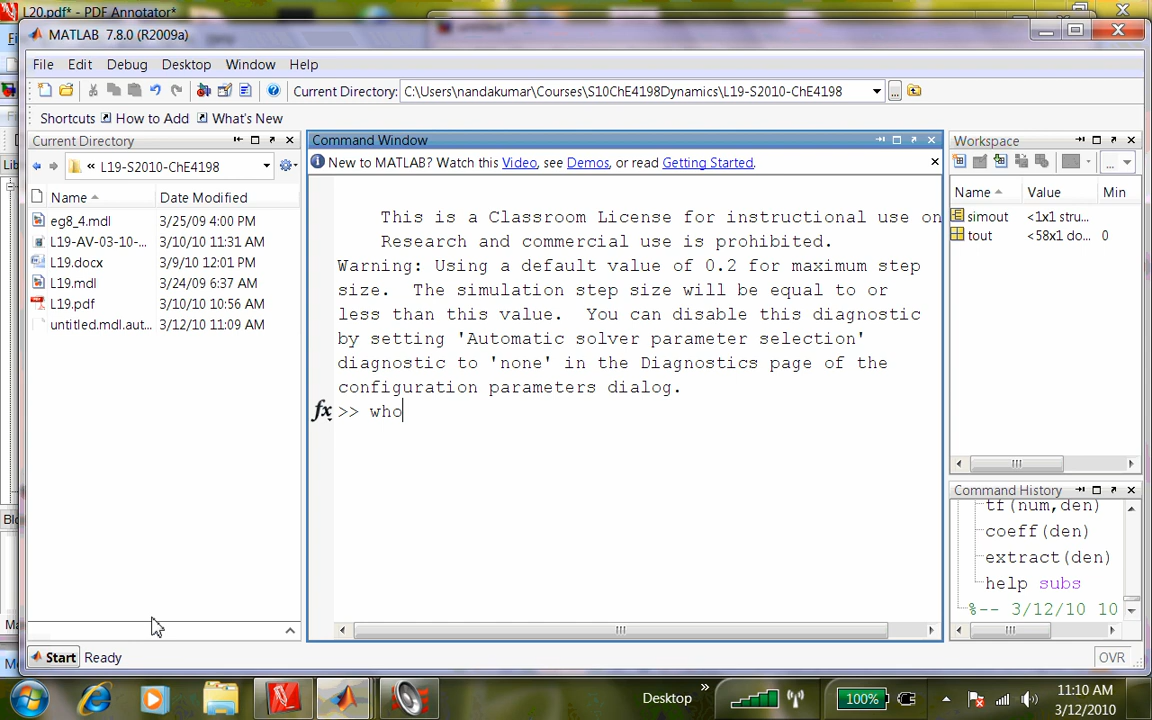 L20.pdf* - PDF Annotator*
MATLAB 7.8.0 (R2009a)
File Edit Debug Desktop Window Help
Current Directory: C:\Users\nandakumar\Courses\S10ChE4198Dynamics\L19-S2010-ChE4198
Shortcuts How to Add What's New
Current Directory
« L19-S2010-ChE4198
Name Date Modified
eg8_4.mdl 3/25/09 4:00 PM
L19-AV-03-10-... 3/10/10 11:31 AM
L19.docx 3/9/10 12:01 PM
L19.mdl 3/24/09 6:37 AM
L19.pdf 3/10/10 10:56 AM
untitled.mdl.aut... 3/12/10 11:09 AM
Command Window
New to MATLAB? Watch this Video, see Demos, or read Getting Started.
This is a Classroom License for instructional use on
Research and commercial use is prohibited.
Warning: Using a default value of 0.2 for maximum step
size. The simulation step size will be equal to or
less than this value. You can disable this diagnostic
by setting 'Automatic solver parameter selection'
diagnostic to 'none' in the Diagnostics page of the
configuration parameters dialog.
fx >> who
Workspace
...
Name Value Min
simout <1x1 stru...
tout <58x1 do... 0
Command History
tf(num,den)
coeff(den)
extract(den)
help subs
%-- 3/12/10 10
Start Ready
OVR
Desktop » 100% 11:10 AM
3/12/2010